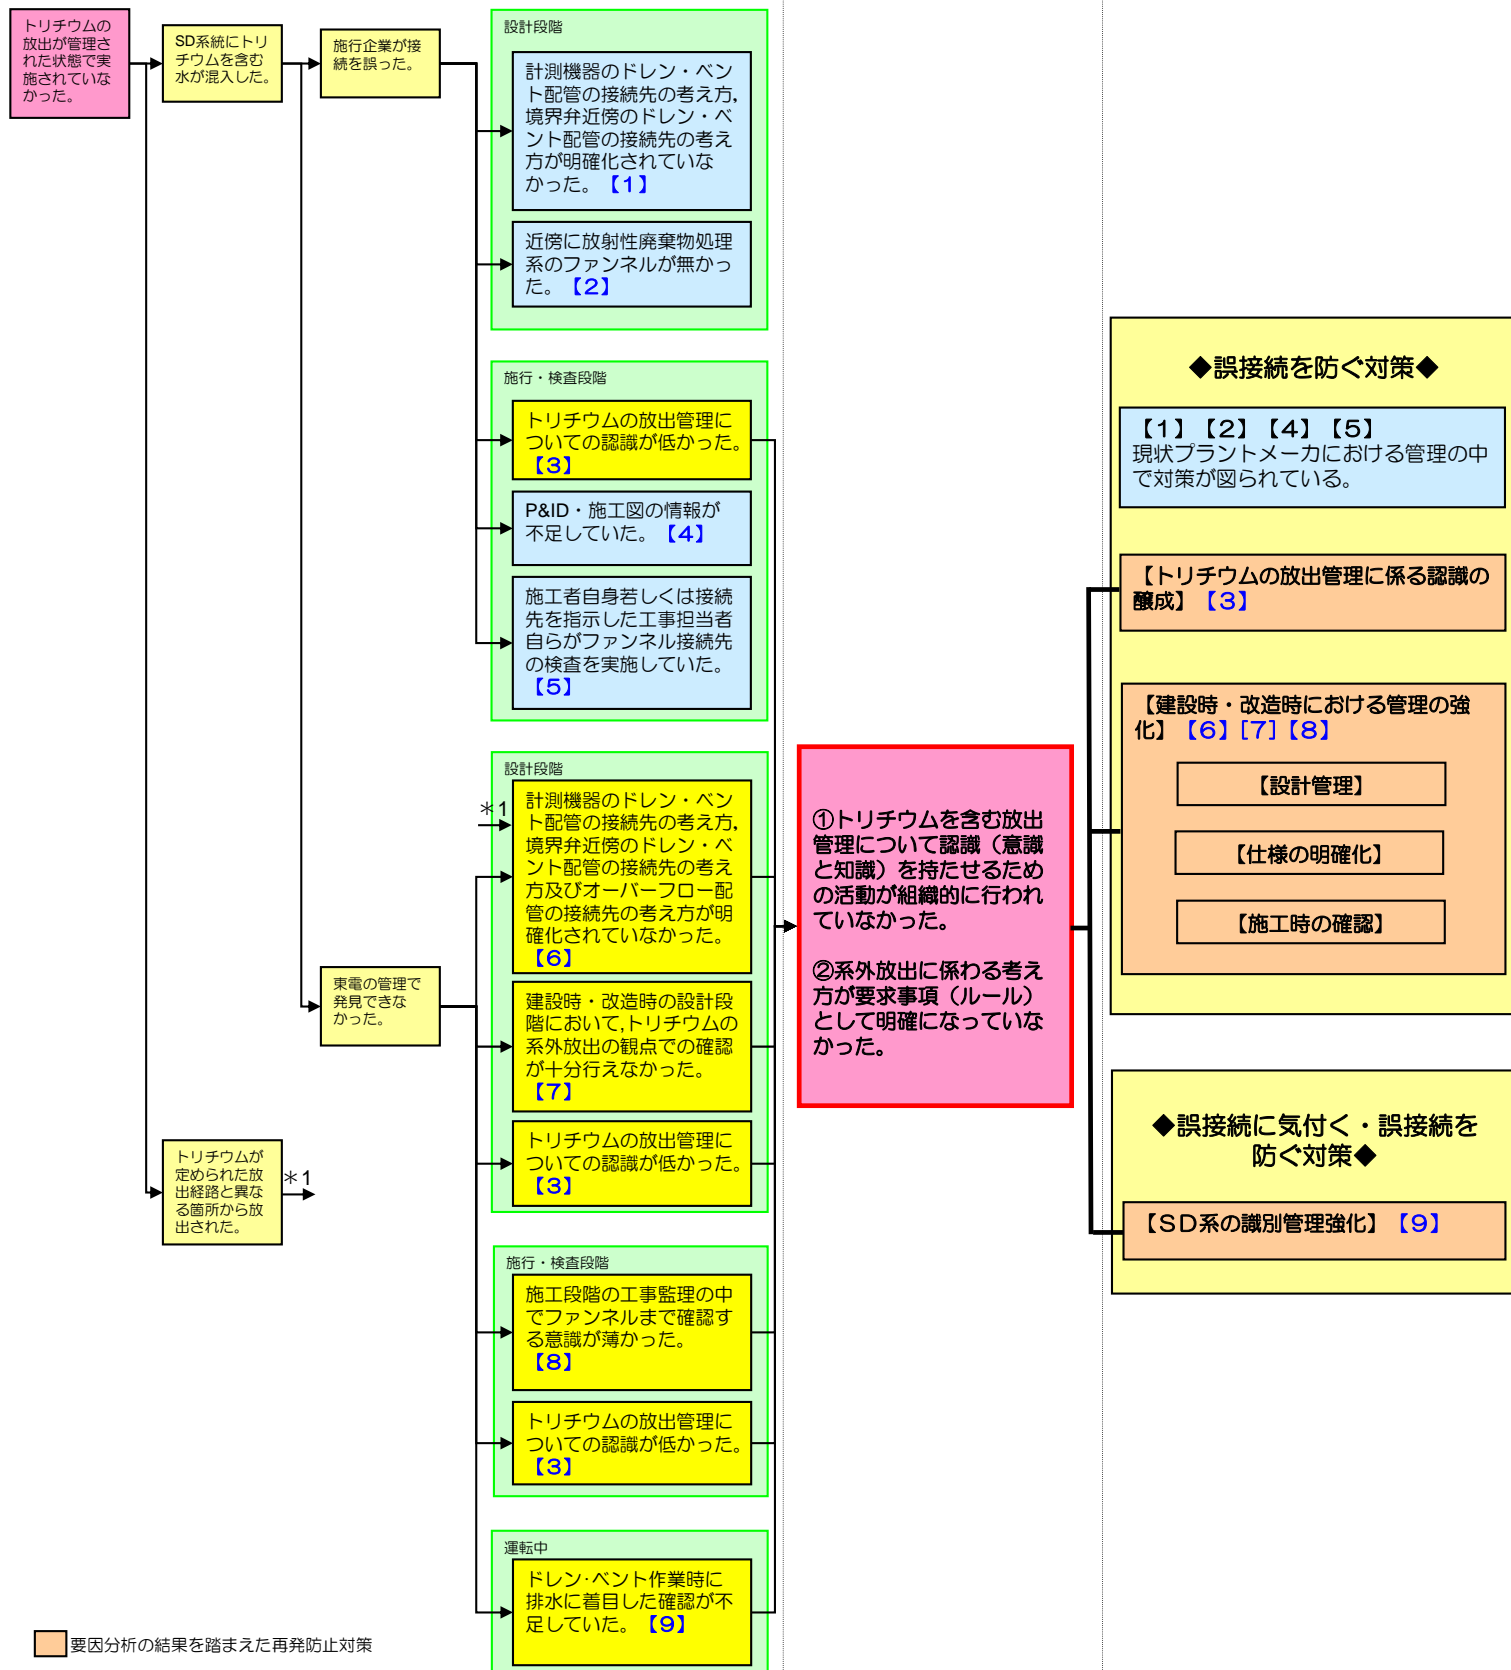 トリチウムの
放出が管理さ
れた状態で実
施されていな
かった。
SD系統にトリ
チウムを含む
水が混入した。
施行企業が接
続を誤った。
設計段階
計測機器のドレン・ベン
ト配管の接続先の考え方,
境界弁近傍のドレン・ベ
ント配管の接続先の考え
方が明確化されていな
かった。【1】
近傍に放射性廃棄物処理
系のファンネルが無かっ
た。【2】
施行・検査段階
トリチウムの放出管理に
ついての認識が低かった。
【3】
P&ID・施工図の情報が
不足していた。【4】
施工者自身若しくは接続
先を指示した工事担当者
自らがファンネル接続先
の検査を実施していた。
【5】
設計段階
＊1
計測機器のドレン・ベン
ト配管の接続先の考え方,
境界弁近傍のドレン・ベ
ント配管の接続先の考え
方及びオーバーフロー配
管の接続先の考え方が明
確化されていなかった。
【6】
東電の管理で
発見できな
かった。
建設時・改造時の設計段
階において,トリチウムの
系外放出の観点での確認
が十分行えなかった。
【7】
トリチウムの放出管理に
ついての認識が低かった。
【3】
トリチウムが
定められた放
出経路と異な
る箇所から放
出された。
＊1
施行・検査段階
施工段階の工事監理の中
でファンネルまで確認す
る意識が薄かった。
【8】
トリチウムの放出管理に
ついての認識が低かった。
【3】
運転中
ドレン･ベント作業時に
排水に着目した確認が不
足していた。【9】
①トリチウムを含む放出
管理について認識（意識
と知識）を持たせるため
の活動が組織的に行われ
ていなかった。
②系外放出に係わる考え
方が要求事項（ルール）
として明確になっていな
かった。
◆誤接続を防ぐ対策◆
【1】【2】【4】【5】
現状プラントメーカにおける管理の中
で対策が図られている。
【トリチウムの放出管理に係る認識の
醸成】【3】
【建設時・改造時における管理の強
化】【6】[7]【8】
【設計管理】
【仕様の明確化】
【施工時の確認】
◆誤接続に気付く・誤接続を
防ぐ対策◆
【ＳＤ系の識別管理強化】【9】
要因分析の結果を踏まえた再発防止対策